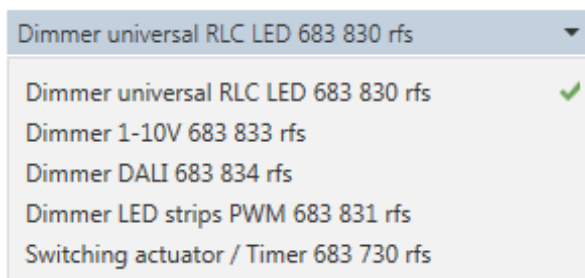 Dimmer universal RLC LED 683 830 rfs
Dimmer universal RLC LED 683 830 rfs
Dimmer 1-10V 683 833 rfs
Dimmer DALI 683 834 rfs
Dimmer LED strips PWM 683 831 rfs
Switching actuator / Timer 683 730 rfs